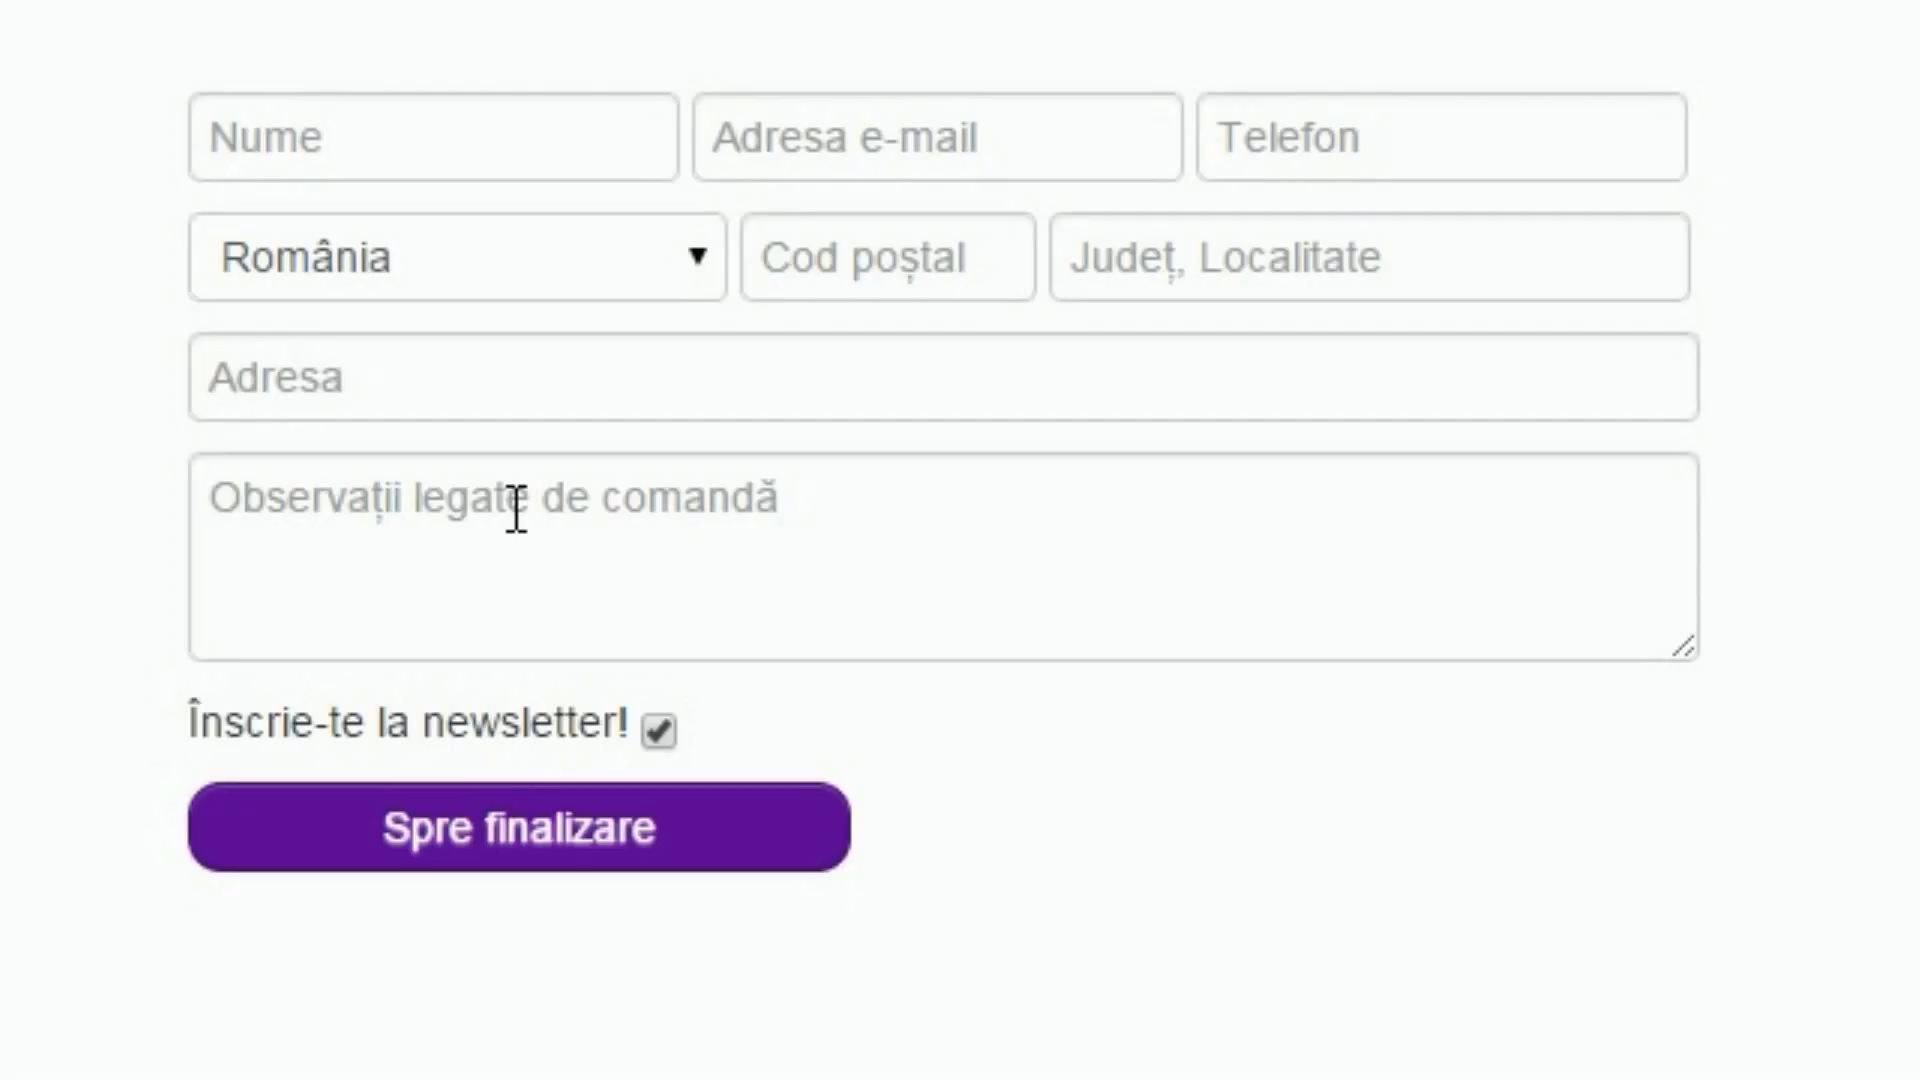 Nume Adresa e-mail Telefon
România Cod poștal Județ, Localitate
Adresa
Observații legate de comandă
Înscrie-te la newsletter!
Spre finalizare